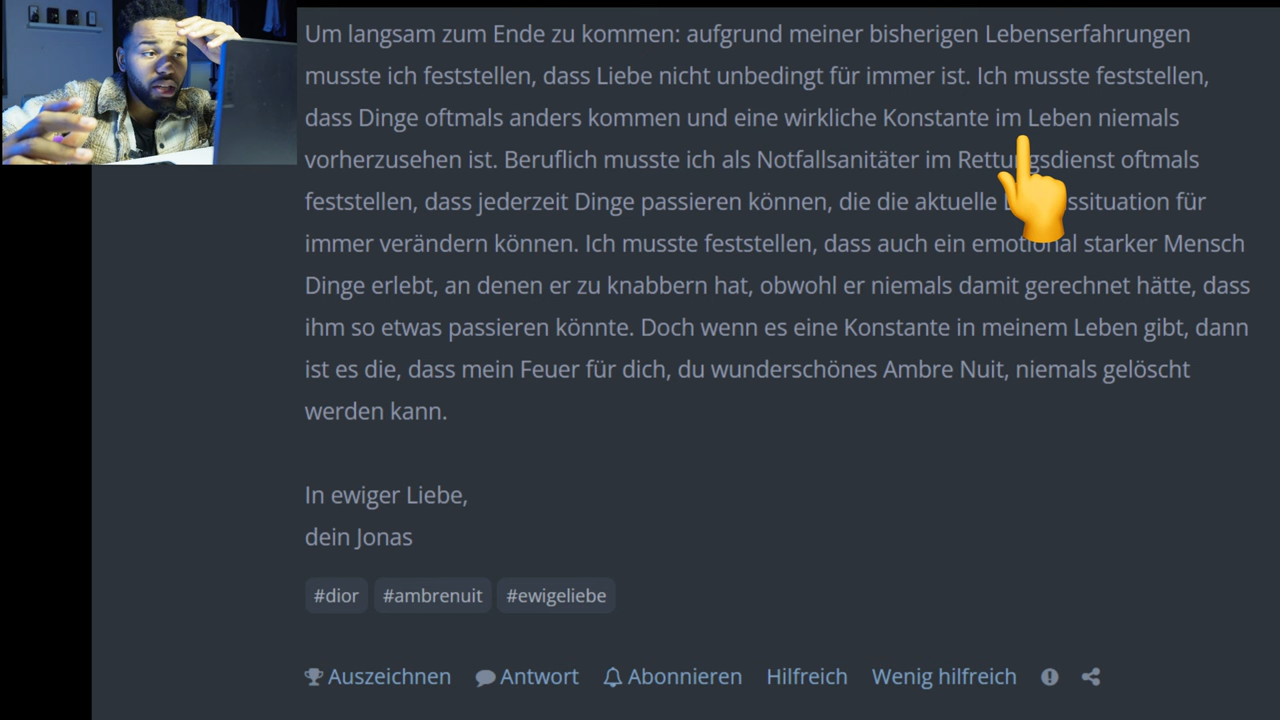 Um langsam zum Ende zu kommen: aufgrund meiner bisherigen Lebenserfahrungen
musste ich feststellen, dass Liebe nicht unbedingt für immer ist. Ich musste feststellen,
dass Dinge oftmals anders kommen und eine wirkliche Konstante im Leben niemals
vorherzusehen ist. Beruflich musste ich als Notfallsanitäter im Rettungsdienst oftmals
feststellen, dass jederzeit Dinge passieren können, die die aktuelle für
immer verändern können. Ich musste feststellen, dass auch ein emotional starker Mensch
Dinge erlebt, an denen er zu knabbern hat, obwohl er niemals damit gerechnet hätte, dass
ihm so etwas passieren könnte. Doch wenn es eine Konstante in meinem Leben gibt, dann
ist es die, dass mein Feuer für dich, du wunderschönes Ambre Nuit, niemals gelöscht
werden kann.
In ewiger Liebe,
dein Jonas
#dior #ambrenuit #ewigeliebe
Auszeichnen Antwort Abonnieren Hilfreich Wenig hilfreich